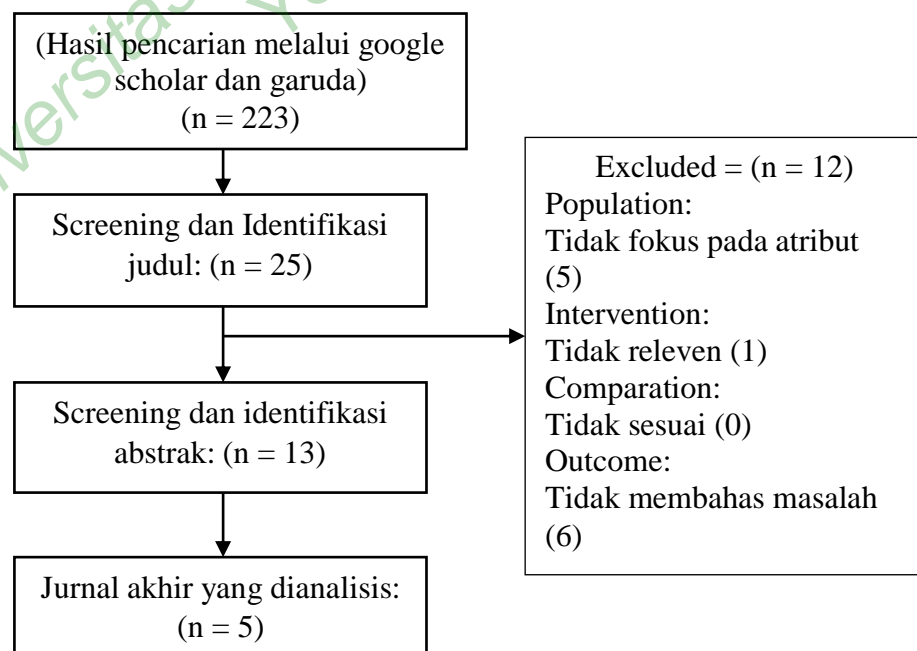 (Hasil pencarian melalui google
scholar dan garuda)
(n = 223)
Screening dan Identifikasi
judul: (n = 25)
Excluded = (n = 12)
Population:
Tidak fokus pada atribut
(5)
Intervention:
Tidak releven (1)
Comparation:
Tidak sesuai (0)
Outcome:
Tidak membahas masalah
(6)
Screening dan identifikasi
abstrak: (n = 13)
Jurnal akhir yang dianalisis:
(n = 5)